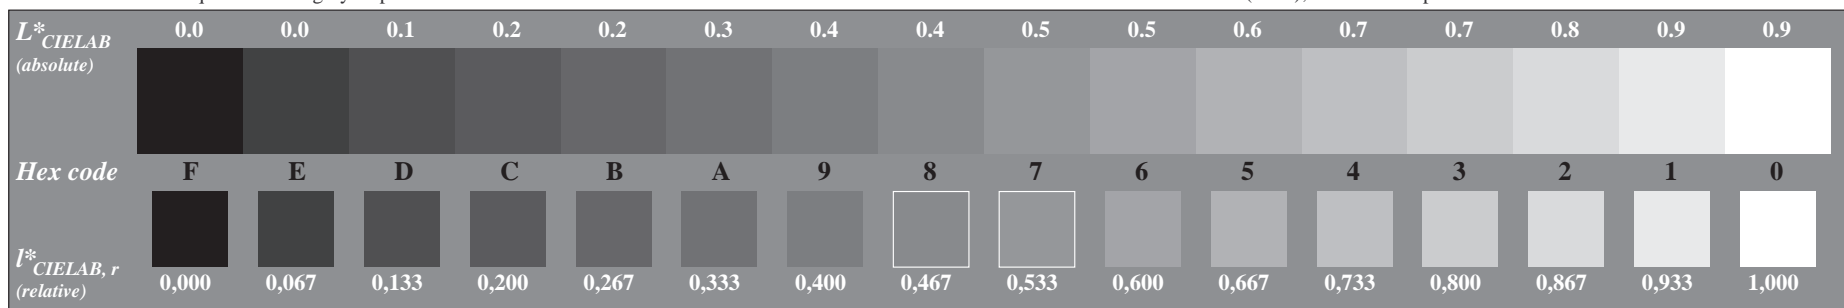 L*CIELAB 0.0 0.0 0.1 0.2 0.2 0.3 0.4 0.4 0.5 0.5 0.6 0.7 0.7 0.8 0.9 0.9
(absolute)
Hex code F E D C B A 9 8 7 6 5 4 3 2 1 0
l*CIELAB, r
(relative) 0,000 0,067 0,133 0,200 0,267 0,333 0,400 0,467 0,533 0,600 0,667 0,733 0,800 0,867 0,933 1,000